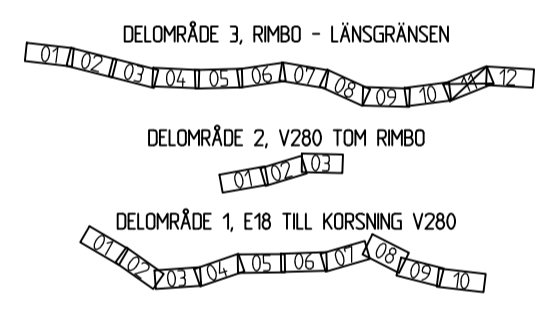 DELOMRÅDE 3, RIMBO - LÄNSGRÄNSEN
01 02 03 04 05 06 07 08 09 10 11 12
DELOMRÅDE 2, V280 TOM RIMBO
01 02 03
DELOMRÅDE 1, E18 TILL KORSNING V280
01 02 03 04 05 06 07 08 09 10